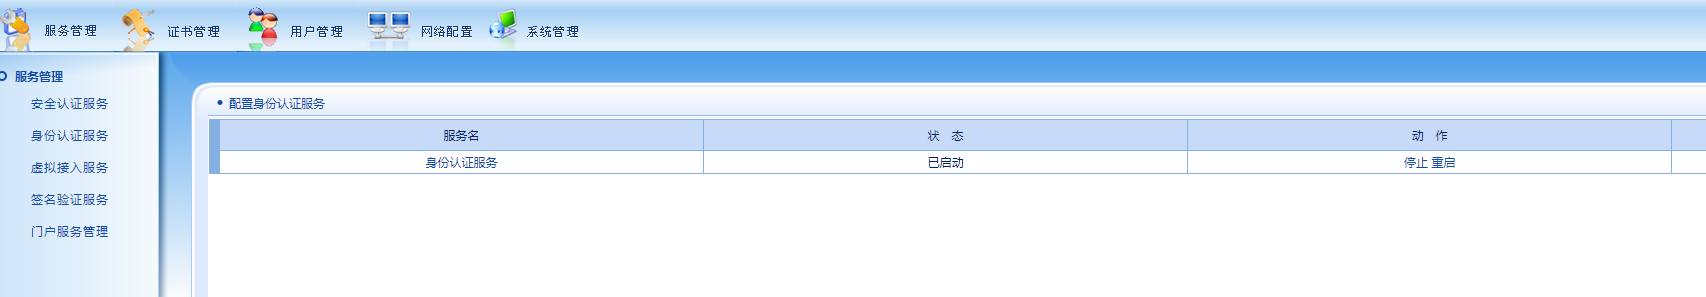 服务管理 证书管理 用户管理 网络配置 系统管理
服务管理
安全认证服务
身份认证服务
虚拟接入服务
签名验证服务
门户服务管理
配置身份认证服务
服务名 状 态 动 作
身份认证服务 已启动 停止 重启